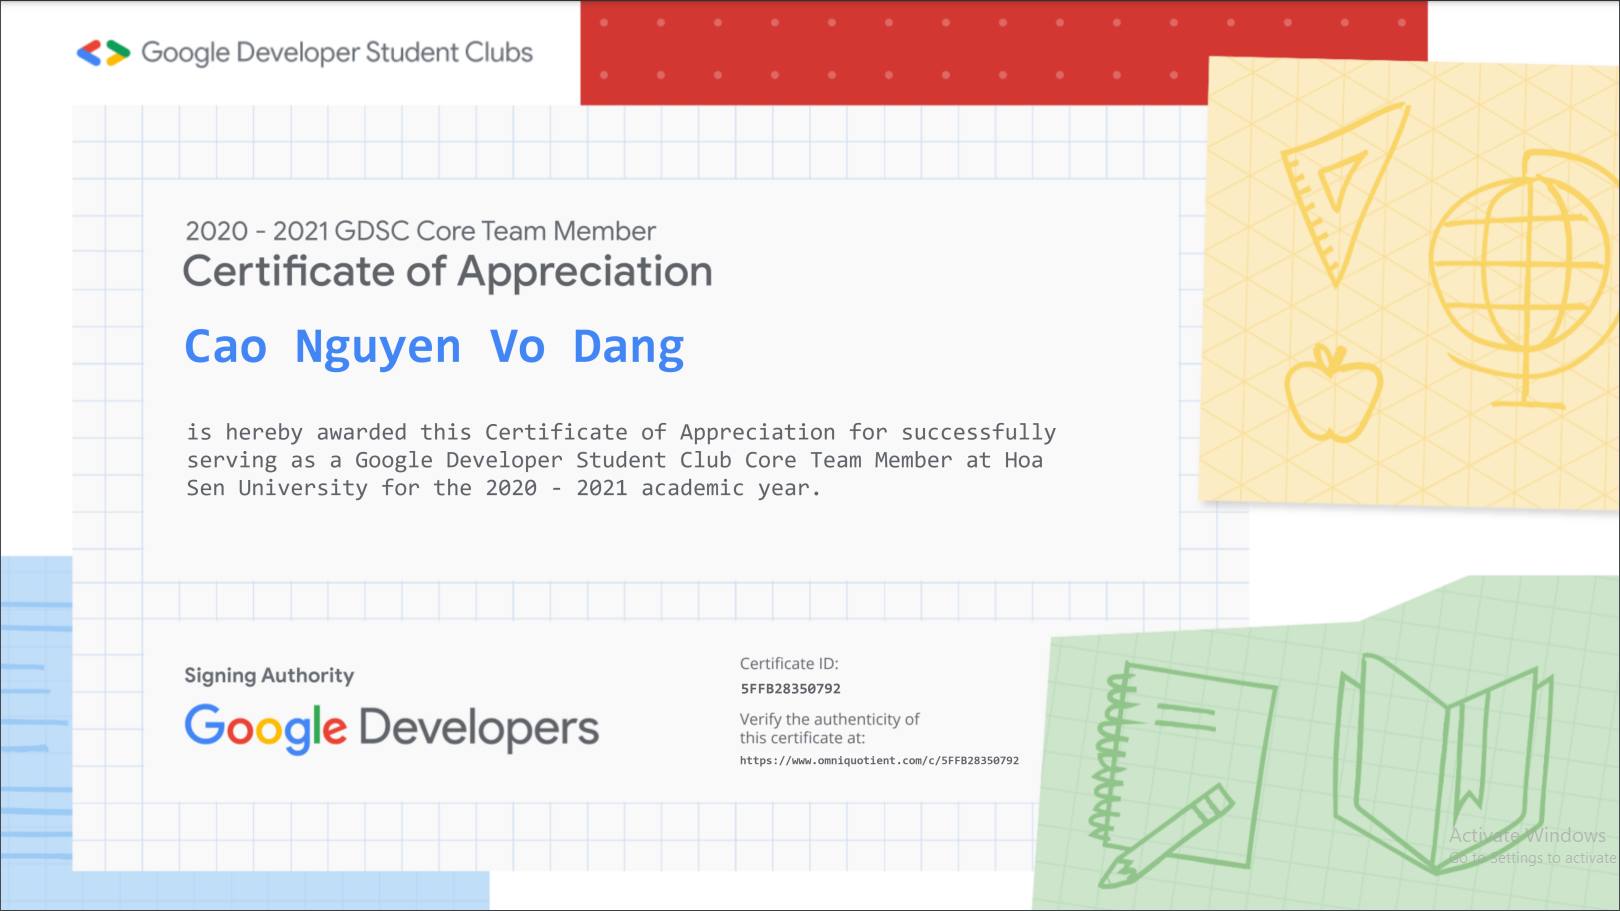 Google Developer Student Clubs
2020 - 2021 GDSC Core Team Member
Certificate of Appreciation
Cao Nguyen Vo Dang
is hereby awarded this Certificate of Appreciation for successfully
serving as a Google Developer Student Club Core Team Member at Hoa
Sen University for the 2020 - 2021 academic year.
Signing Authority
Google Developers
Certificate ID:
5FFB28350792
Verify the authenticity of
this certificate at:
https://www.omniquotient.com/c/5FFB28350792
Activate Windows
Go to Settings to activate